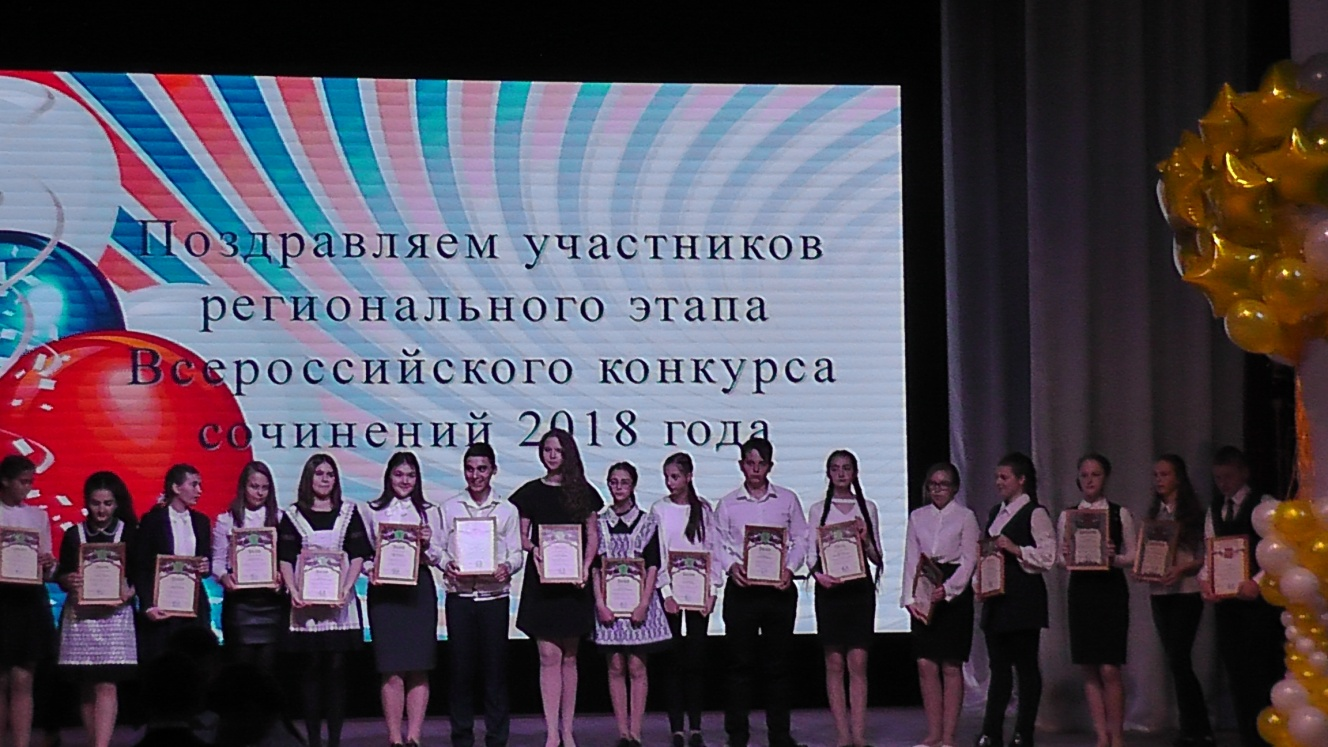 Поздравляем участников
регионального этапа
Всероссийского конкурса
сочинений 2018 года